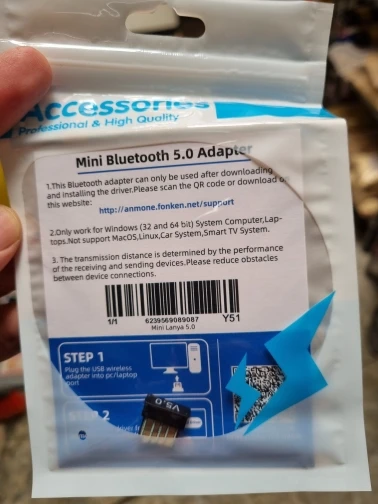 Accessories
Professional & High Quality
Mini Bluetooth 5.0 Adapter
1.This Bluetooth adapter can only be used after downloading
and installing the driver.Please scan the QR code or download o
this website:
http://anmone.fonken.net/support
2.Only work for Windows (32 and 64 bit) System Computer,Lap-
tops.Not support MacOS,Linux,Car System,Smart TV System.
3. The transmission distance is determined by the performance
of the receiving and sending devices.Please reduce obstacles
between device connections.
1/1 6239569089087 Y51
Mini Lanya 5.0
STEP 1
Plug the USB wireless
adapter into pc/laptop
port
V5.0
2